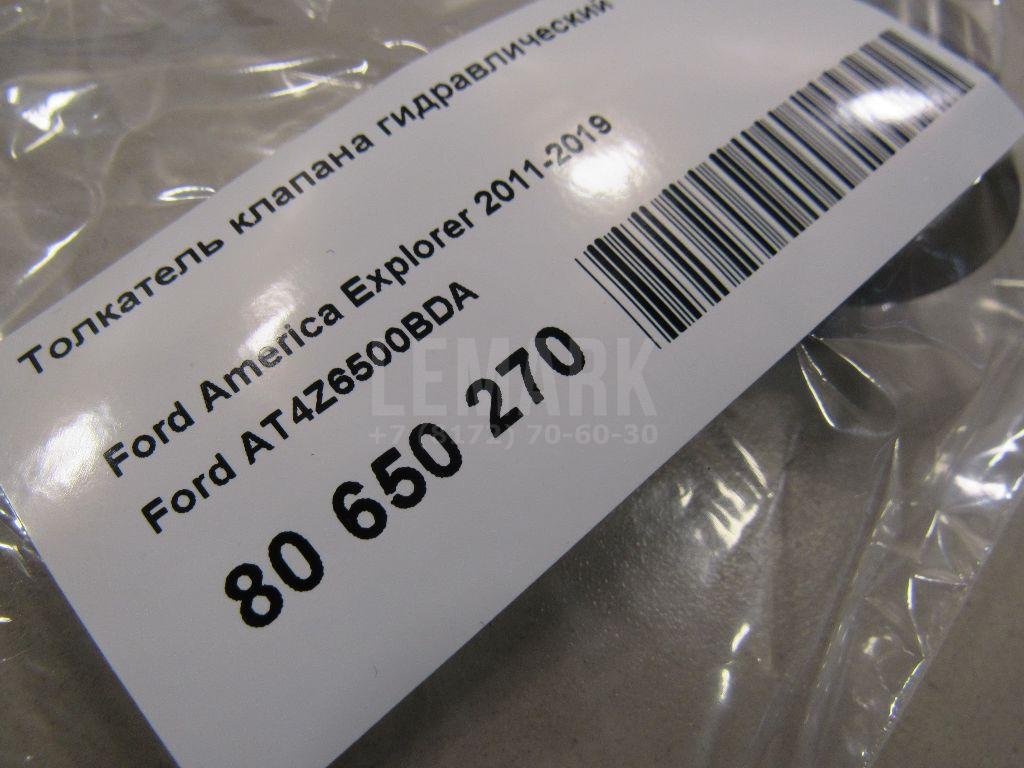 Толкатель клапана гидравлический
Ford America Explorer 2011-2019
Ford AT4Z6500BDA
80 650 270
LEMARK
+7 (8172) 70-60-30